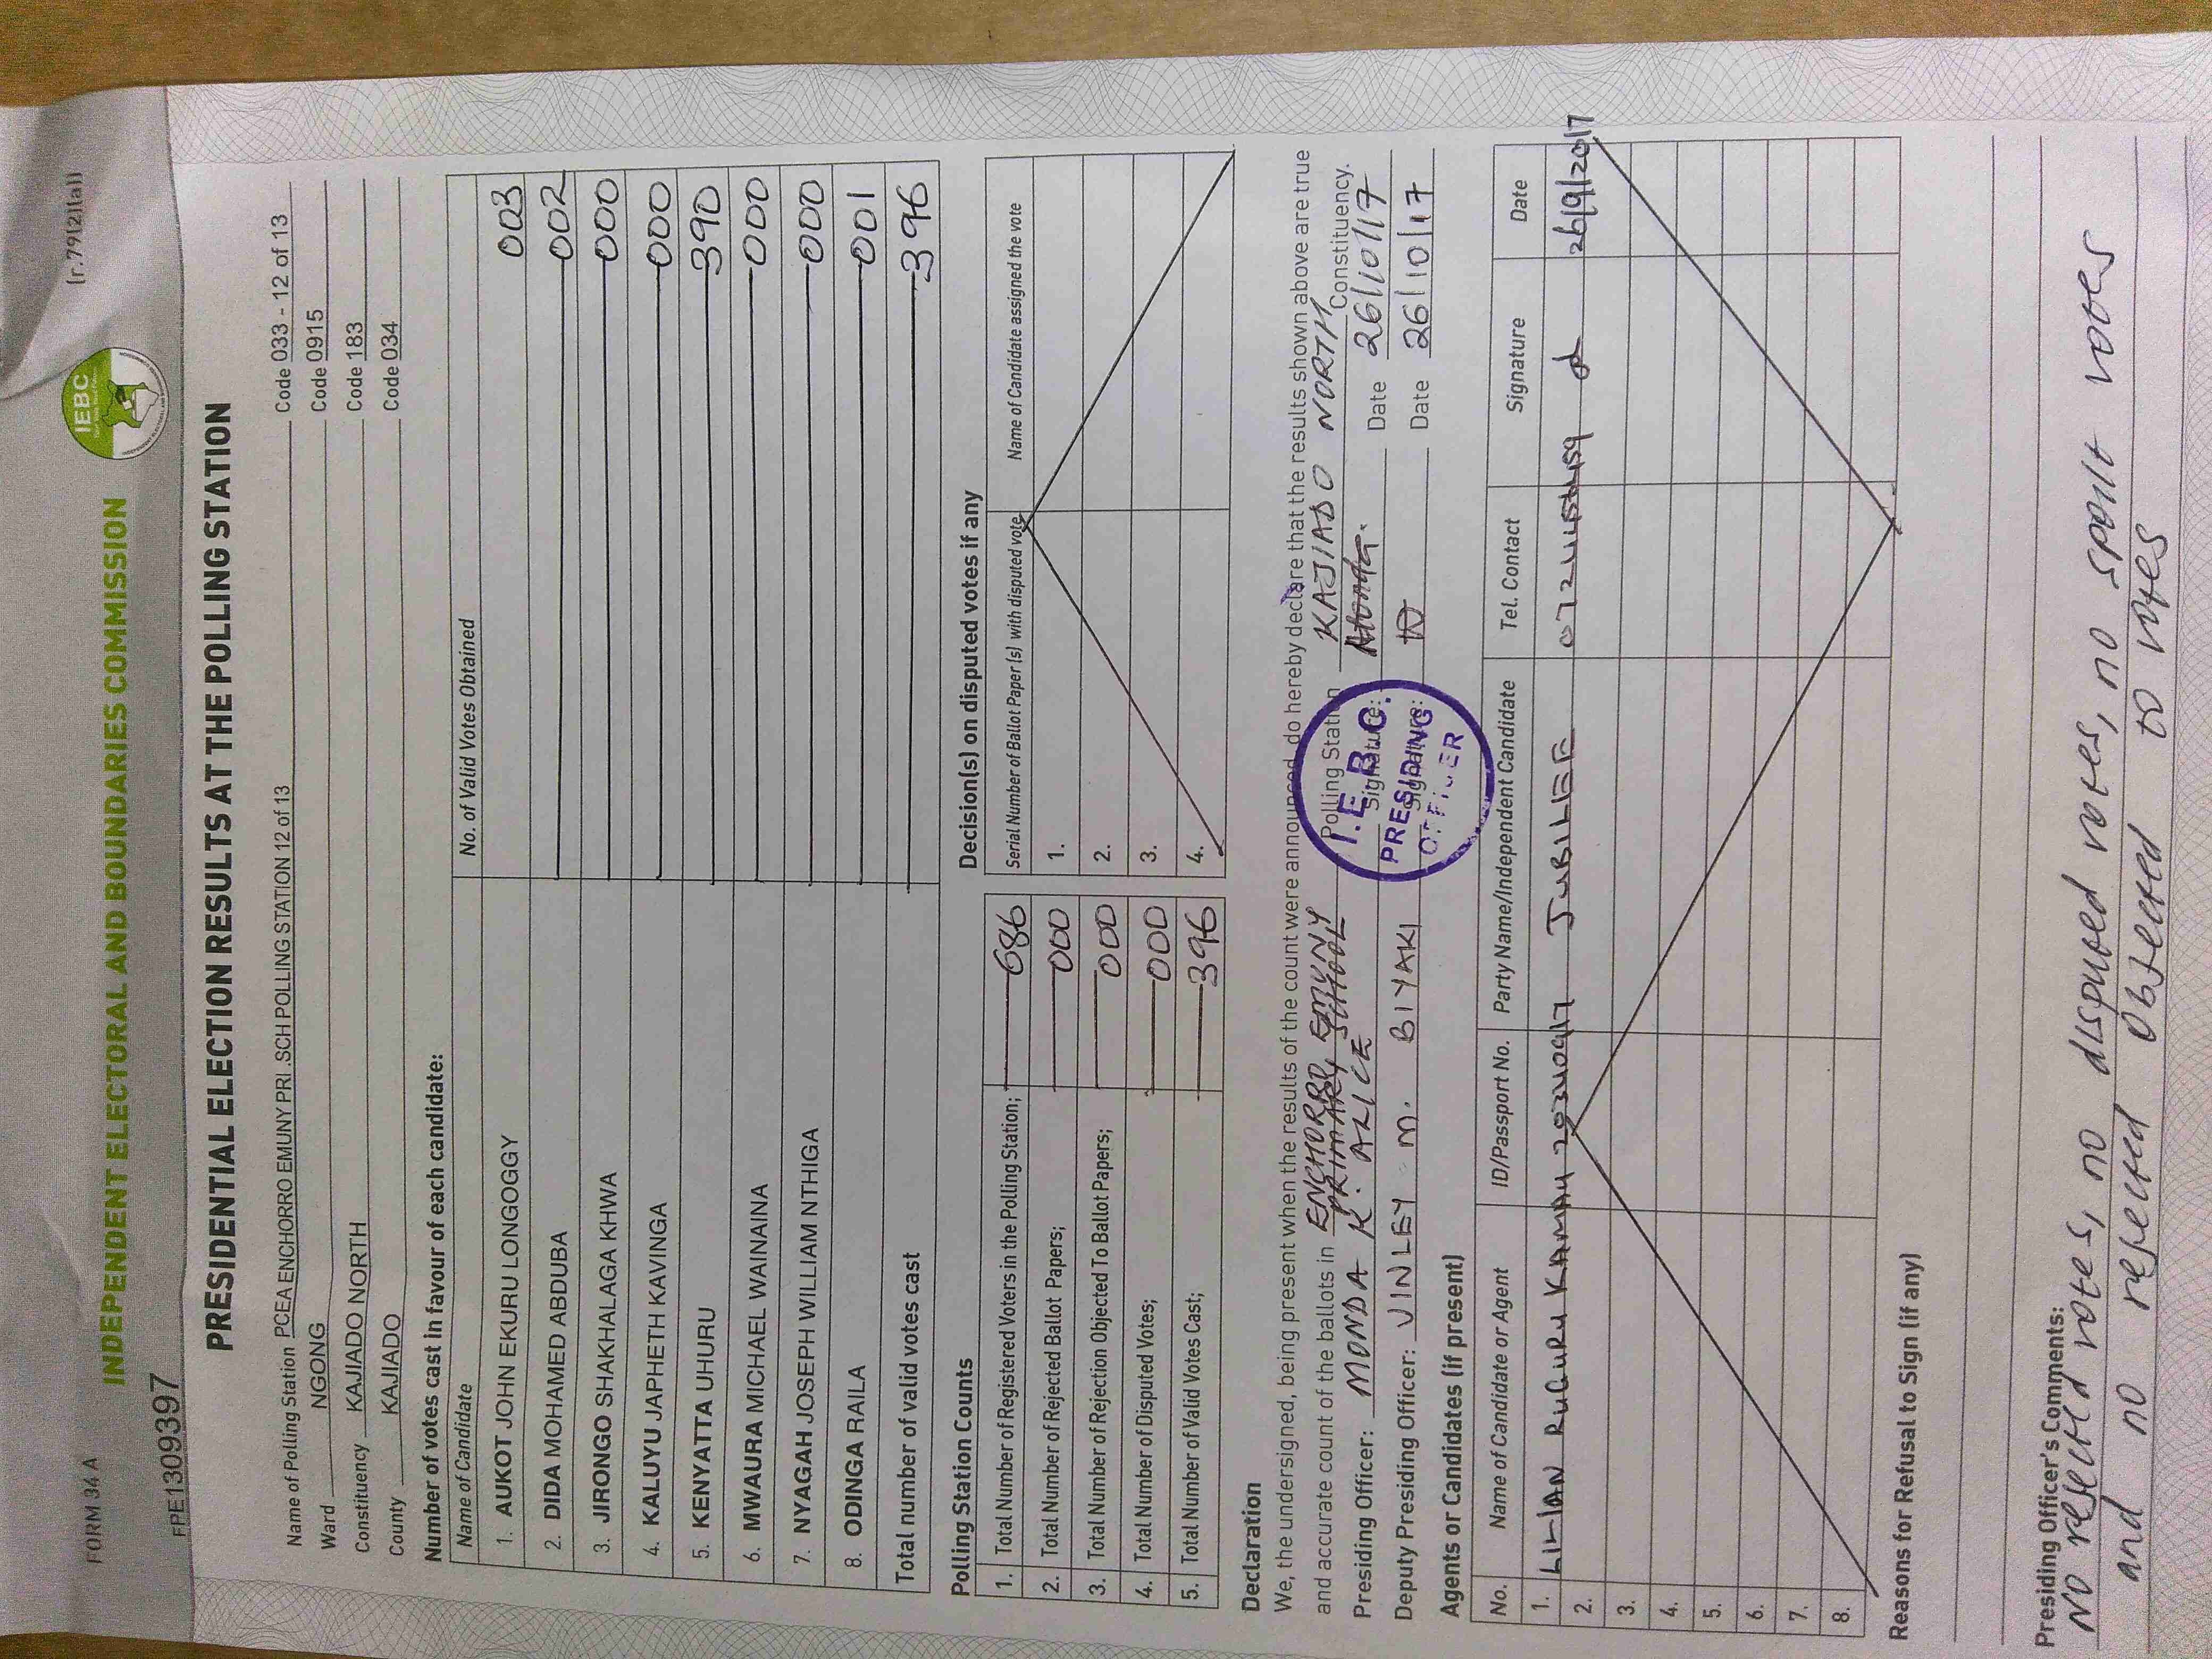 FORM 34 A
(r.79(2)(a))
INDEPENDENT ELECTORAL AND BOUNDARIES COMMISSION
IEBC
FPE1309397
PRESIDENTIAL ELECTION RESULTS AT THE POLLING STATION
Name of Polling Station PCEA ENCHORRO EMUNY PRI .SCH POLLING STATION 12 of 13 Code 033 - 12 of 13
Ward NGONG Code 0915
Constituency KAJIADO NORTH Code 183
County KAJIADO Code 034
Number of votes cast in favour of each candidate:
Name of Candidate No. of Valid Votes Obtained
1. AUKOT JOHN EKURU LONGOGGY 003
2. DIDA MOHAMED ABDUBA 002
3. JIRONGO SHAKHALAGA KHWA 000
4. KALUYU JAPHETH KAVINGA 000
5. KENYATTA UHURU 390
6. MWAURA MICHAEL WAINAINA 000
7. NYAGAH JOSEPH WILLIAM NTHIGA 000
8. ODINGA RAILA 001
Total number of valid votes cast 396
Polling Station Counts
1. Total Number of Registered Voters in the Polling Station; 686
2. Total Number of Rejected Ballot Papers; 000
3. Total Number of Rejection Objected To Ballot Papers; 000
4. Total Number of Disputed Votes; 000
5. Total Number of Valid Votes Cast; 396
Decision(s) on disputed votes if any
Serial Number of Ballot Paper (s) with disputed vote Name of Candidate assigned the vote
1.
2.
3.
4.
Declaration
We, the undersigned, being present when the results of the count were announced, do hereby declare that the results shown above are true
and accurate count of the ballots in ENCHORRO EMUNY PRIMARY SCHOOL Polling Station KAJIADO NORTH Constituency.
Presiding Officer: MONDA K. ALICE Signature: Date 26/10/17
Deputy Presiding Officer: VINLEY M. BIYAKI Signature: Date 26/10/17
I.E.B.C.
PRESIDING
OFFICER
Agents or Candidates (if present)
No. Name of Candidate or Agent ID/Passport No. Party Name/Independent Candidate Tel. Contact Signature Date
1. LILIAN RUGURU KAMAU JUBILEE 26/9/2017
2.
3.
4.
5.
6.
7.
8.
Reasons for Refusal to Sign (if any)
Presiding Officer's Comments:
No rejected votes, no disputed votes, no spoilt votes
and no rejected objected to votes